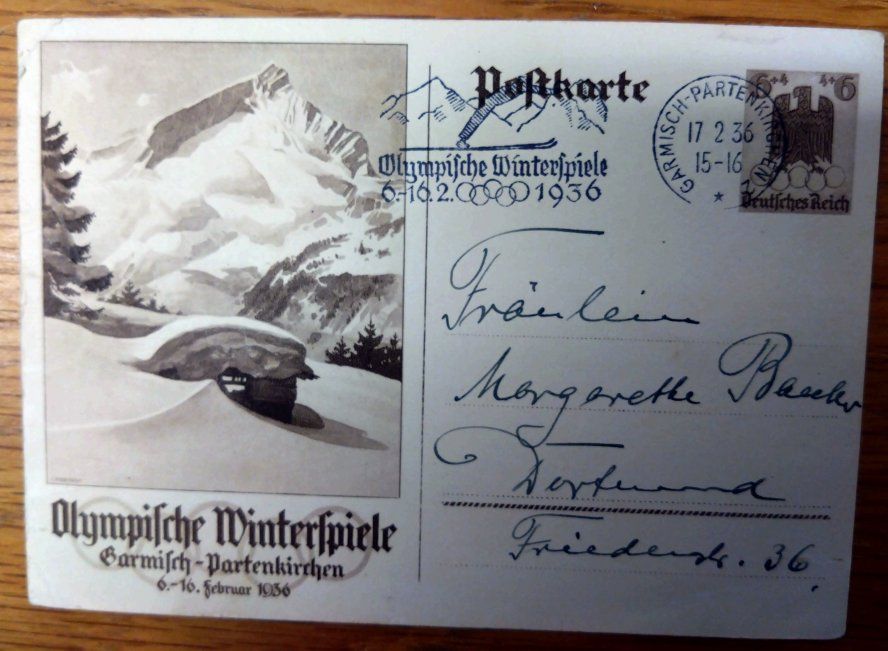 Postkarte
Olympische Winterspiele
6.-16.2. 1936
GARMISCH-PARTENKIRCHEN
17 2 36
15-16
*
6+4 4+6
Deutsches Reich
Fräulein
Margarethe Baecker
Dortmund
Friedenstr. 36
Olympische Winterspiele
Garmisch-Partenkirchen
6.-16. Februar 1936